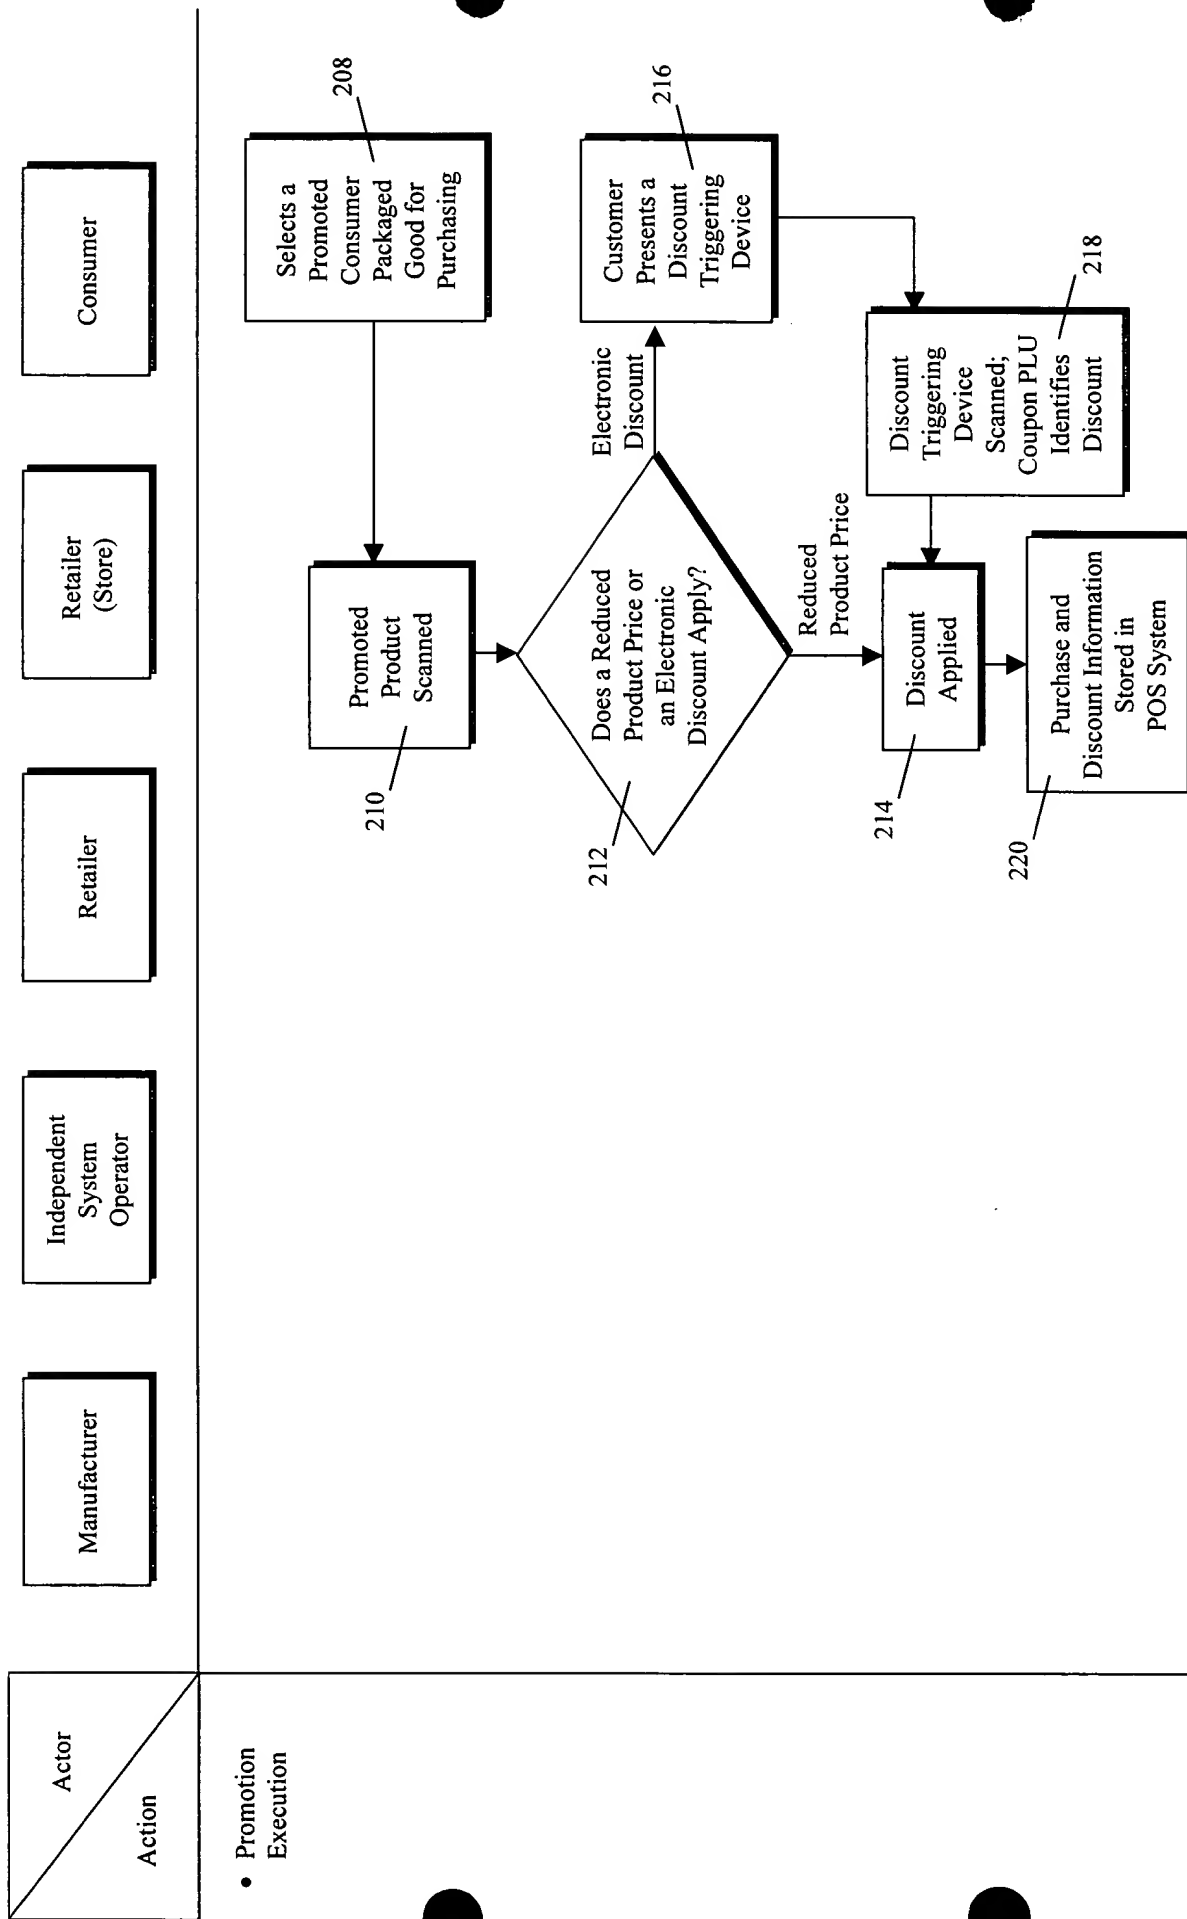 Actor
Action
Manufacturer
Independent
System
Operator
Retailer
Retailer
(Store)
Consumer
• Promotion
Execution
Selects a
Promoted
Consumer
Packaged
Good for
Purchasing
208
Promoted
Product
Scanned
210
Does a Reduced
Product Price or
an Electronic
Discount Apply?
212
Electronic
Discount
Customer
Presents a
Discount
Triggering
Device
216
Reduced
Product Price
Discount
Triggering
Device
Scanned;
Coupon PLU
Identifies
Discount
218
Discount
Applied
214
Purchase and
Discount Information
Stored in
POS System
220